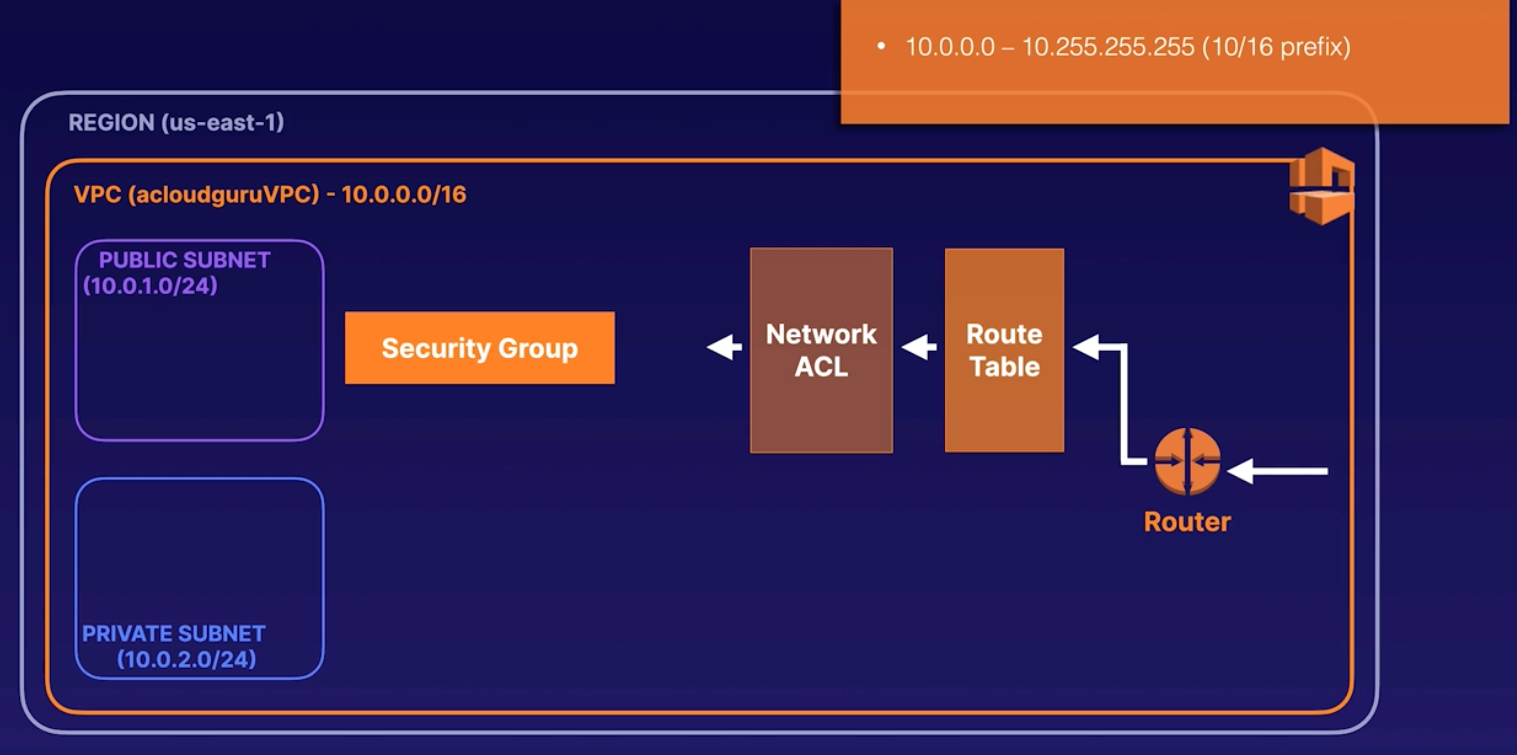 • 10.0.0.0 – 10.255.255.255 (10/16 prefix)
REGION (us-east-1)
VPC (acloudguruVPC) - 10.0.0.0/16
PUBLIC SUBNET
(10.0.1.0/24)
Security Group
Network
ACL
Route
Table
Router
PRIVATE SUBNET
(10.0.2.0/24)